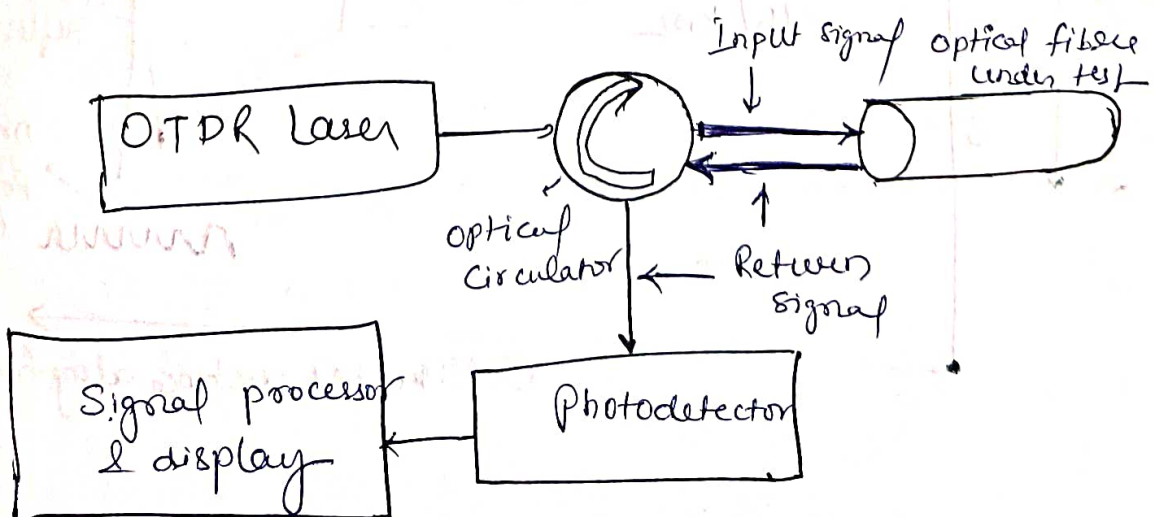 Input signal optical fibre
under test
OTDR Laser
optical
circulator
Return
signal
Signal processor
& display
Photodetector